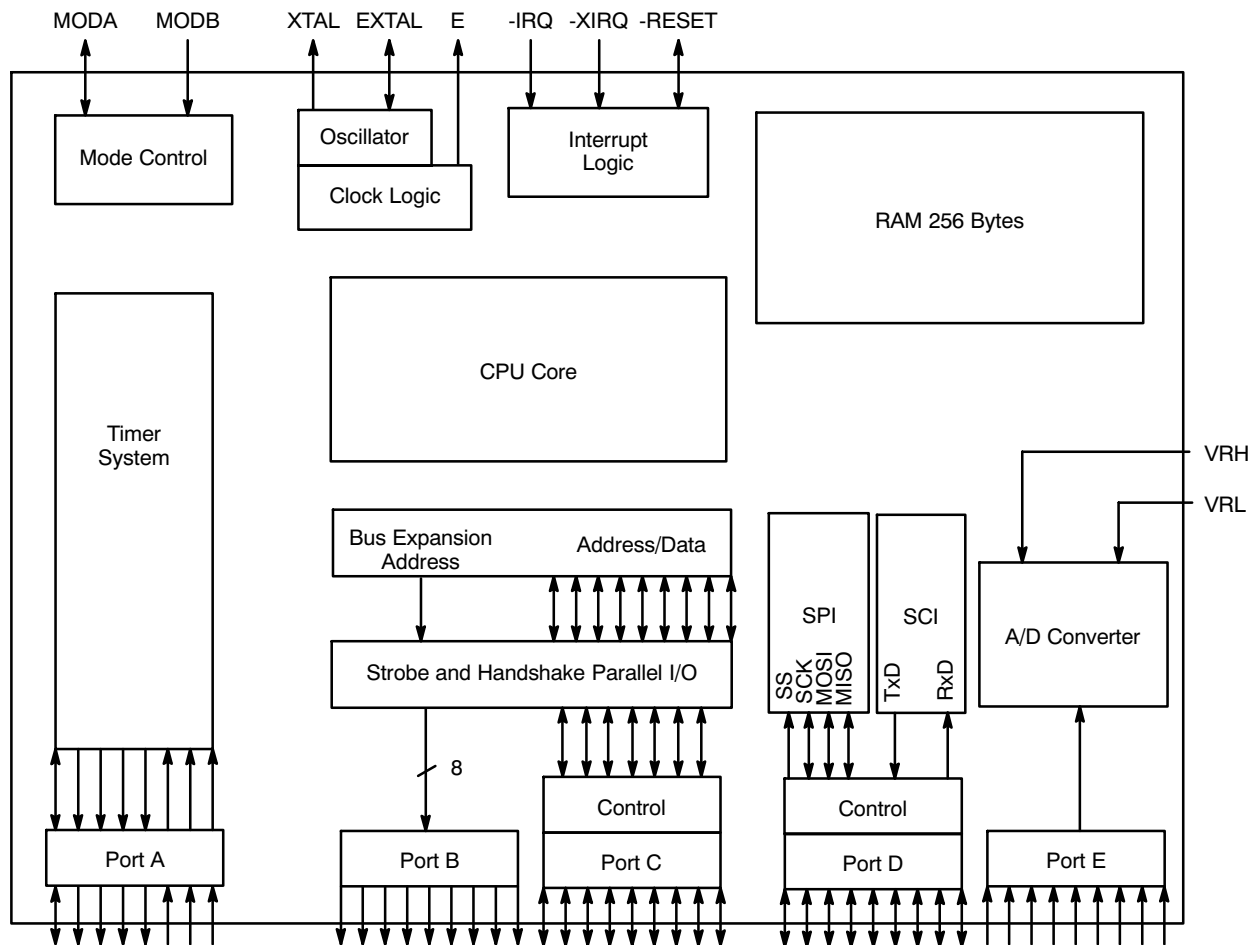 MODA MODB XTAL EXTAL E -IRQ -XIRQ -RESET
Mode Control
Oscillator
Clock Logic
Interrupt
Logic
RAM 256 Bytes
CPU Core
Timer
System
VRH
VRL
Bus Expansion
Address
Address/Data
SPI
SS
SCK
MOSI
MISO
SCI
TxD
RxD
A/D Converter
Strobe and Handshake Parallel I/O
8
Control
Control
Port A
Port B
Port C
Port D
Port E